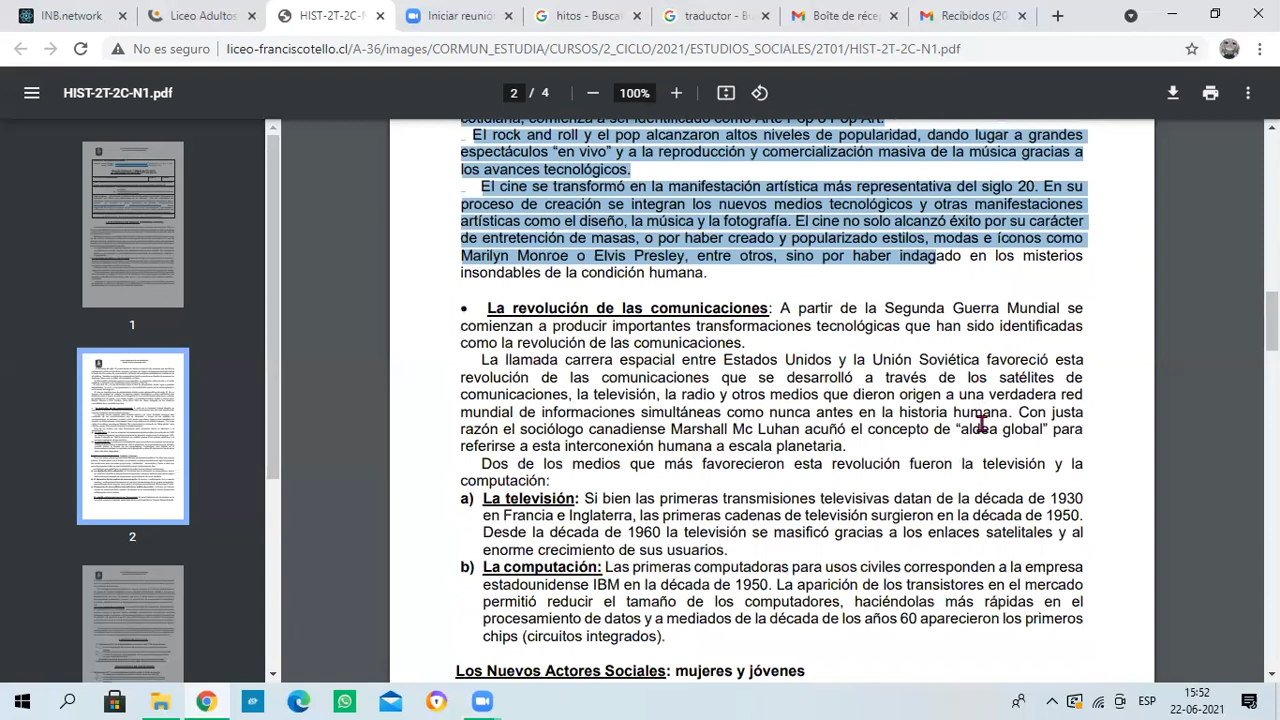 INB.network
Liceo Adultos
HIST-2T-2C-N
Iniciar reunió
hitos - Busca
traductor - B
Boîte de réce
Recibidos (20
No es seguro
liceo-franciscotello.cl/A-36/images/CORMUN_ESTUDIA/CURSOS/2_CICLO/2021/ESTUDIOS_SOCIALES/2T01/HIST-2T-2C-N1.pdf
HIST-2T-2C-N1.pdf
2 / 4
100%
cotidiana, comienza a ser identificado como Arte Pop o Pop Art.
El rock and roll y el pop alcanzaron altos niveles de popularidad, dando lugar a grandes
espectáculos “en vivo” y a la reproducción y comercialización masiva de la música gracias a
los avances tecnológicos.
El cine se transformó en la manifestación artística más representativa del siglo 20. En su
proceso de creación se integran los nuevos medios tecnológicos y otras manifestaciones
artísticas como el diseño, la música y la fotografía. El cine no solo alcanzó éxito por su carácter
de entretención de masas, o por haber creado y popularizado estilos, modas e íconos como
Marilyn Monroe o Elvis Presley, entre otros, sino por haber indagado en los misterios
insondables de la condición humana.
• La revolución de las comunicaciones: A partir de la Segunda Guerra Mundial se
comienzan a producir importantes transformaciones tecnológicas que han sido identificadas
como la revolución de las comunicaciones.
La llamada carrera espacial entre Estados Unidos y la Unión Soviética favoreció esta
revolución de las comunicaciones que se desarrolló a través de los satélites de
comunicaciones, la televisión, la radio y otros medios que dieron origen a una verdadera red
mundial de informaciones simultáneas como nunca antes en la historia humana. Con justa
razón el sociólogo canadiense Marshall Mc Luhan acuño el concepto de “aldea global” para
referirse a esa interconexión humana a escala planetaria.
Dos de los medios que más favorecieron esta revolución fueron la televisión y la
computación:
a) La televisión: Si bien las primeras transmisiones televisivas datan de la década de 1930
en Francia e Inglaterra, las primeras cadenas de televisión surgieron en la década de 1950.
Desde la década de 1960 la televisión se masificó gracias a los enlaces satelitales y al
enorme crecimiento de sus usuarios.
b) La computación: Las primeras computadoras para usos civiles corresponden a la empresa
estadounidense IBM en la década de 1950. La aparición de los transistores en el mercado
permitió reducir el tamaño de los computadores, haciéndolas más rápidas en el
procesamiento de datos y a mediados de la década de los años 60 aparecieron los primeros
chips (circuitos integrados).
Los Nuevos Actores Sociales: mujeres y jóvenes
1
2
ESP
15:52
22-06-2021